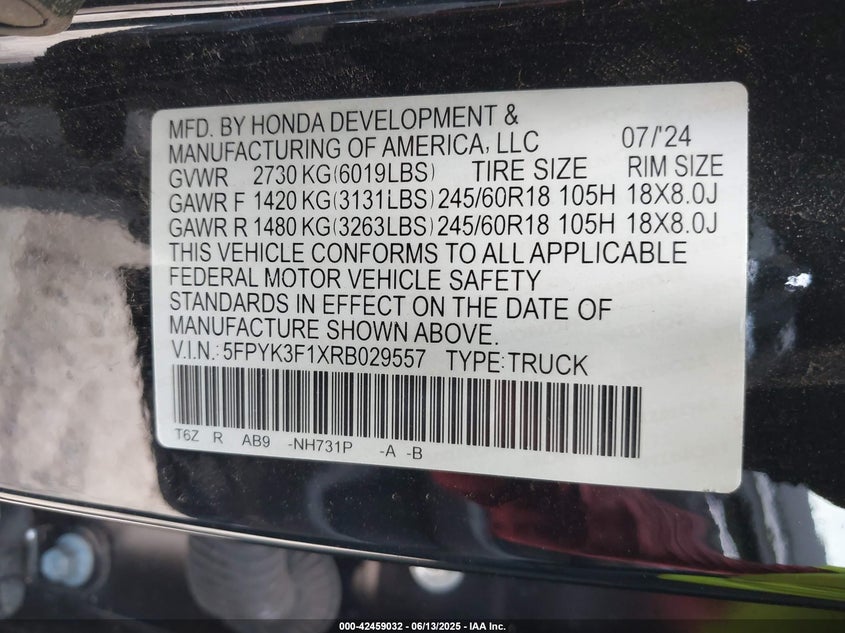 MFD. BY HONDA DEVELOPMENT &
MANUFACTURING OF AMERICA, LLC 07/'24
GVWR 2730 KG(6019LBS) TIRE SIZE RIM SIZE
GAWR F 1420 KG(3131LBS) 245/60R18 105H 18X8.0J
GAWR R 1480 KG(3263LBS) 245/60R18 105H 18X8.0J
THIS VEHICLE CONFORMS TO ALL APPLICABLE
FEDERAL MOTOR VEHICLE SAFETY
STANDARDS IN EFFECT ON THE DATE OF
MANUFACTURE SHOWN ABOVE.
V.I.N.: 5FPYK3F1XRB029557 TYPE:TRUCK
T6Z R AB9 -NH731P -A -B
000-42459032 - 06/13/2025 - IAA Inc.